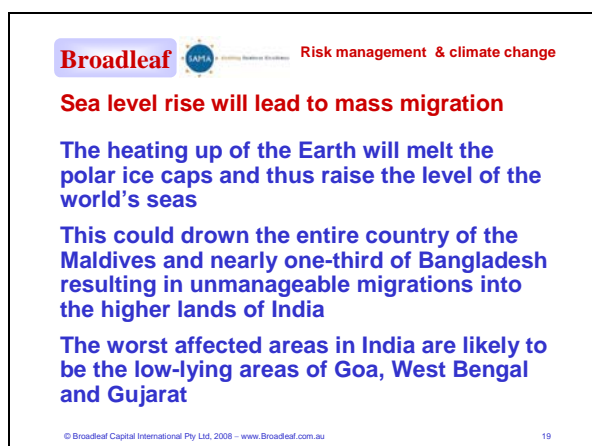 Broadleaf
SAMA
Risk management & climate change
Sea level rise will lead to mass migration
The heating up of the Earth will melt the
polar ice caps and thus raise the level of the
world's seas
This could drown the entire country of the
Maldives and nearly one-third of Bangladesh
resulting in unmanageable migrations into
the higher lands of India
The worst affected areas in India are likely to
be the low-lying areas of Goa, West Bengal
and Gujarat
© Broadleaf Capital International Pty Ltd, 2008 – www.Broadleaf.com.au
19